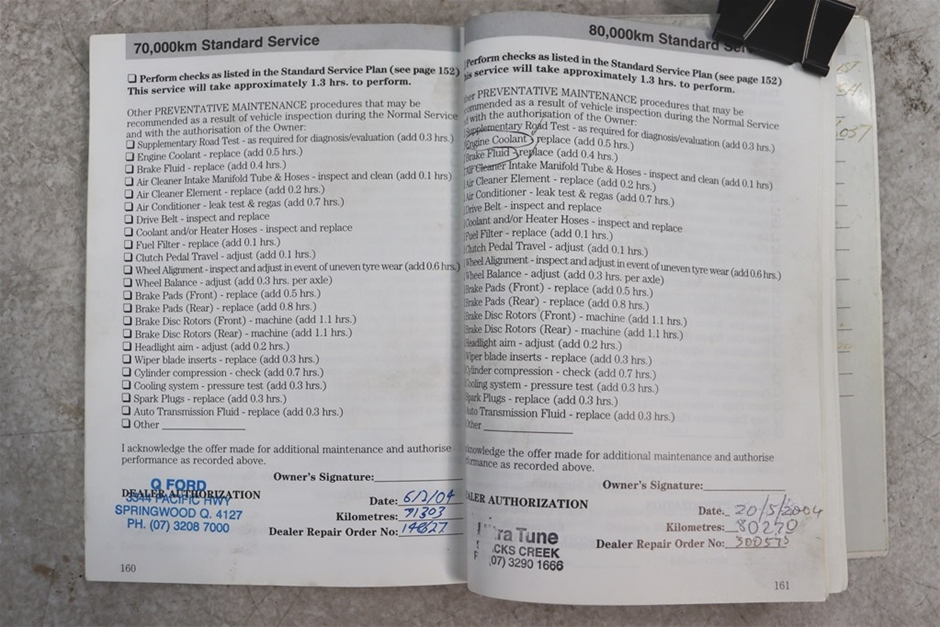 70,000km Standard Service
❏ Perform checks as listed in the Standard Service Plan (see page 152)
This service will take approximately 1.3 hrs. to perform.
Other PREVENTATIVE MAINTENANCE procedures that may be
recommended as a result of vehicle inspection during the Normal Service
and with the authorisation of the Owner:
❏ Supplementary Road Test - as required for diagnosis/evaluation (add 0.3 hrs.)
❏ Engine Coolant - replace (add 0.5 hrs.)
❏ Brake Fluid - replace (add 0.4 hrs.)
❏ Air Cleaner Intake Manifold Tube & Hoses - inspect and clean (add 0.1 hrs)
❏ Air Cleaner Element - replace (add 0.2 hrs.)
❏ Air Conditioner - leak test & regas (add 0.7 hrs.)
❏ Drive Belt - inspect and replace
❏ Coolant and/or Heater Hoses - inspect and replace
❏ Fuel Filter - replace (add 0.1 hrs.)
❏ Clutch Pedal Travel - adjust (add 0.1 hrs.)
❏ Wheel Alignment - inspect and adjust in event of uneven tyre wear (add 0.6 hrs.)
❏ Wheel Balance - adjust (add 0.3 hrs. per axle)
❏ Brake Pads (Front) - replace (add 0.5 hrs.)
❏ Brake Pads (Rear) - replace (add 0.8 hrs.)
❏ Brake Disc Rotors (Front) - machine (add 1.1 hrs.)
❏ Brake Disc Rotors (Rear) - machine (add 1.1 hrs.)
❏ Headlight aim - adjust (add 0.2 hrs.)
❏ Wiper blade inserts - replace (add 0.3 hrs.)
❏ Cylinder compression - check (add 0.7 hrs.)
❏ Cooling system - pressure test (add 0.3 hrs.)
❏ Spark Plugs - replace (add 0.3 hrs.)
❏ Auto Transmission Fluid - replace (add 0.3 hrs.)
❏ Other
I acknowledge the offer made for additional maintenance and authorise
performance as recorded above.
Owner's Signature:
DEALER AUTHORIZATION
Q FORD
3344 PACIFIC HWY
SPRINGWOOD Q. 4127
PH. (07) 3208 7000
Date:
Kilometres: 71303
Dealer Repair Order No: 
160
80,000km Standard
Perform checks as listed in the Standard Service Plan (see page 152)
his service will take approximately 1.3 hrs. to perform.
her PREVENTATIVE MAINTENANCE procedures that may be
ommended as a result of vehicle inspection during the Normal Service
with the authorisation of the Owner:
Supplementary Road Test - as required for diagnosis/evaluation (add 0.3 hrs.)
Engine Coolant - replace (add 0.5 hrs.)
Brake Fluid - replace (add 0.4 hrs.)
Air Cleaner Intake Manifold Tube & Hoses - inspect and clean (add 0.1 hrs)
Air Cleaner Element - replace (add 0.2 hrs.)
Air Conditioner - leak test & regas (add 0.7 hrs.)
Drive Belt - inspect and replace
Coolant and/or Heater Hoses - inspect and replace
Fuel Filter - replace (add 0.1 hrs.)
Clutch Pedal Travel - adjust (add 0.1 hrs.)
Wheel Alignment - inspect and adjust in event of uneven tyre wear (add 0.6 hrs.)
Wheel Balance - adjust (add 0.3 hrs. per axle)
Brake Pads (Front) - replace (add 0.5 hrs.)
Brake Pads (Rear) - replace (add 0.8 hrs.)
Brake Disc Rotors (Front) - machine (add 1.1 hrs.)
Brake Disc Rotors (Rear) - machine (add 1.1 hrs.)
Headlight aim - adjust (add 0.2 hrs.)
Wiper blade inserts - replace (add 0.3 hrs.)
Cylinder compression - check (add 0.7 hrs.)
Cooling system - pressure test (add 0.3 hrs.)
Spark Plugs - replace (add 0.3 hrs.)
Auto Transmission Fluid - replace (add 0.3 hrs.)
Other
knowledge the offer made for additional maintenance and authorise
rformance as recorded above.
Owner's Signature:
ALER AUTHORIZATION
tra Tune
ACKS CREEK
(07) 3290 1666
Date: 20/5/2004
Kilometres: 80270
Dealer Repair Order No: 300575
161